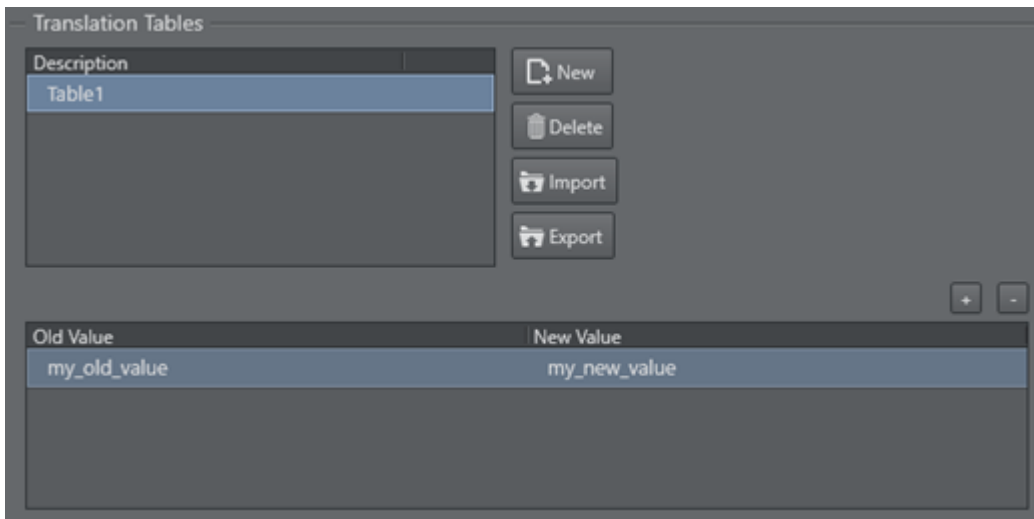 Translation Tables
Description
Table1
New
Delete
Import
Export
+ -
Old Value New Value
my_old_value my_new_value